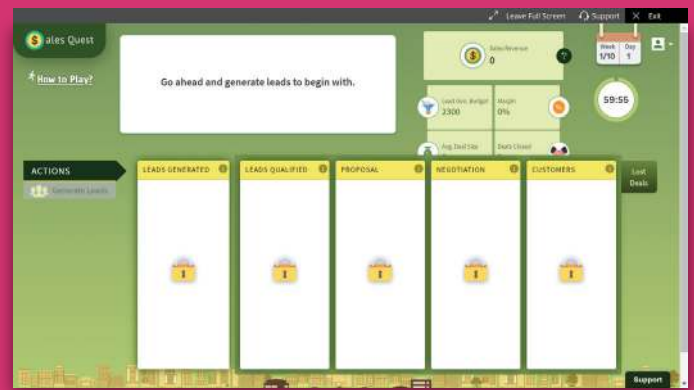 Leave Full Screen
Support
Exit
$ales Quest
How to Play?
Go ahead and generate leads to begin with.
Sales Revenue
0
?
Week
Day
1/10
1
59:55
Lead Gen. Budget
2300
Margin
0%
Avg. Deal Size
Deals Closed
ACTIONS
Generate Leads
LEADS GENERATED
LEADS QUALIFIED
PROPOSAL
NEGOTIATION
CUSTOMERS
Lost
Deals
Support